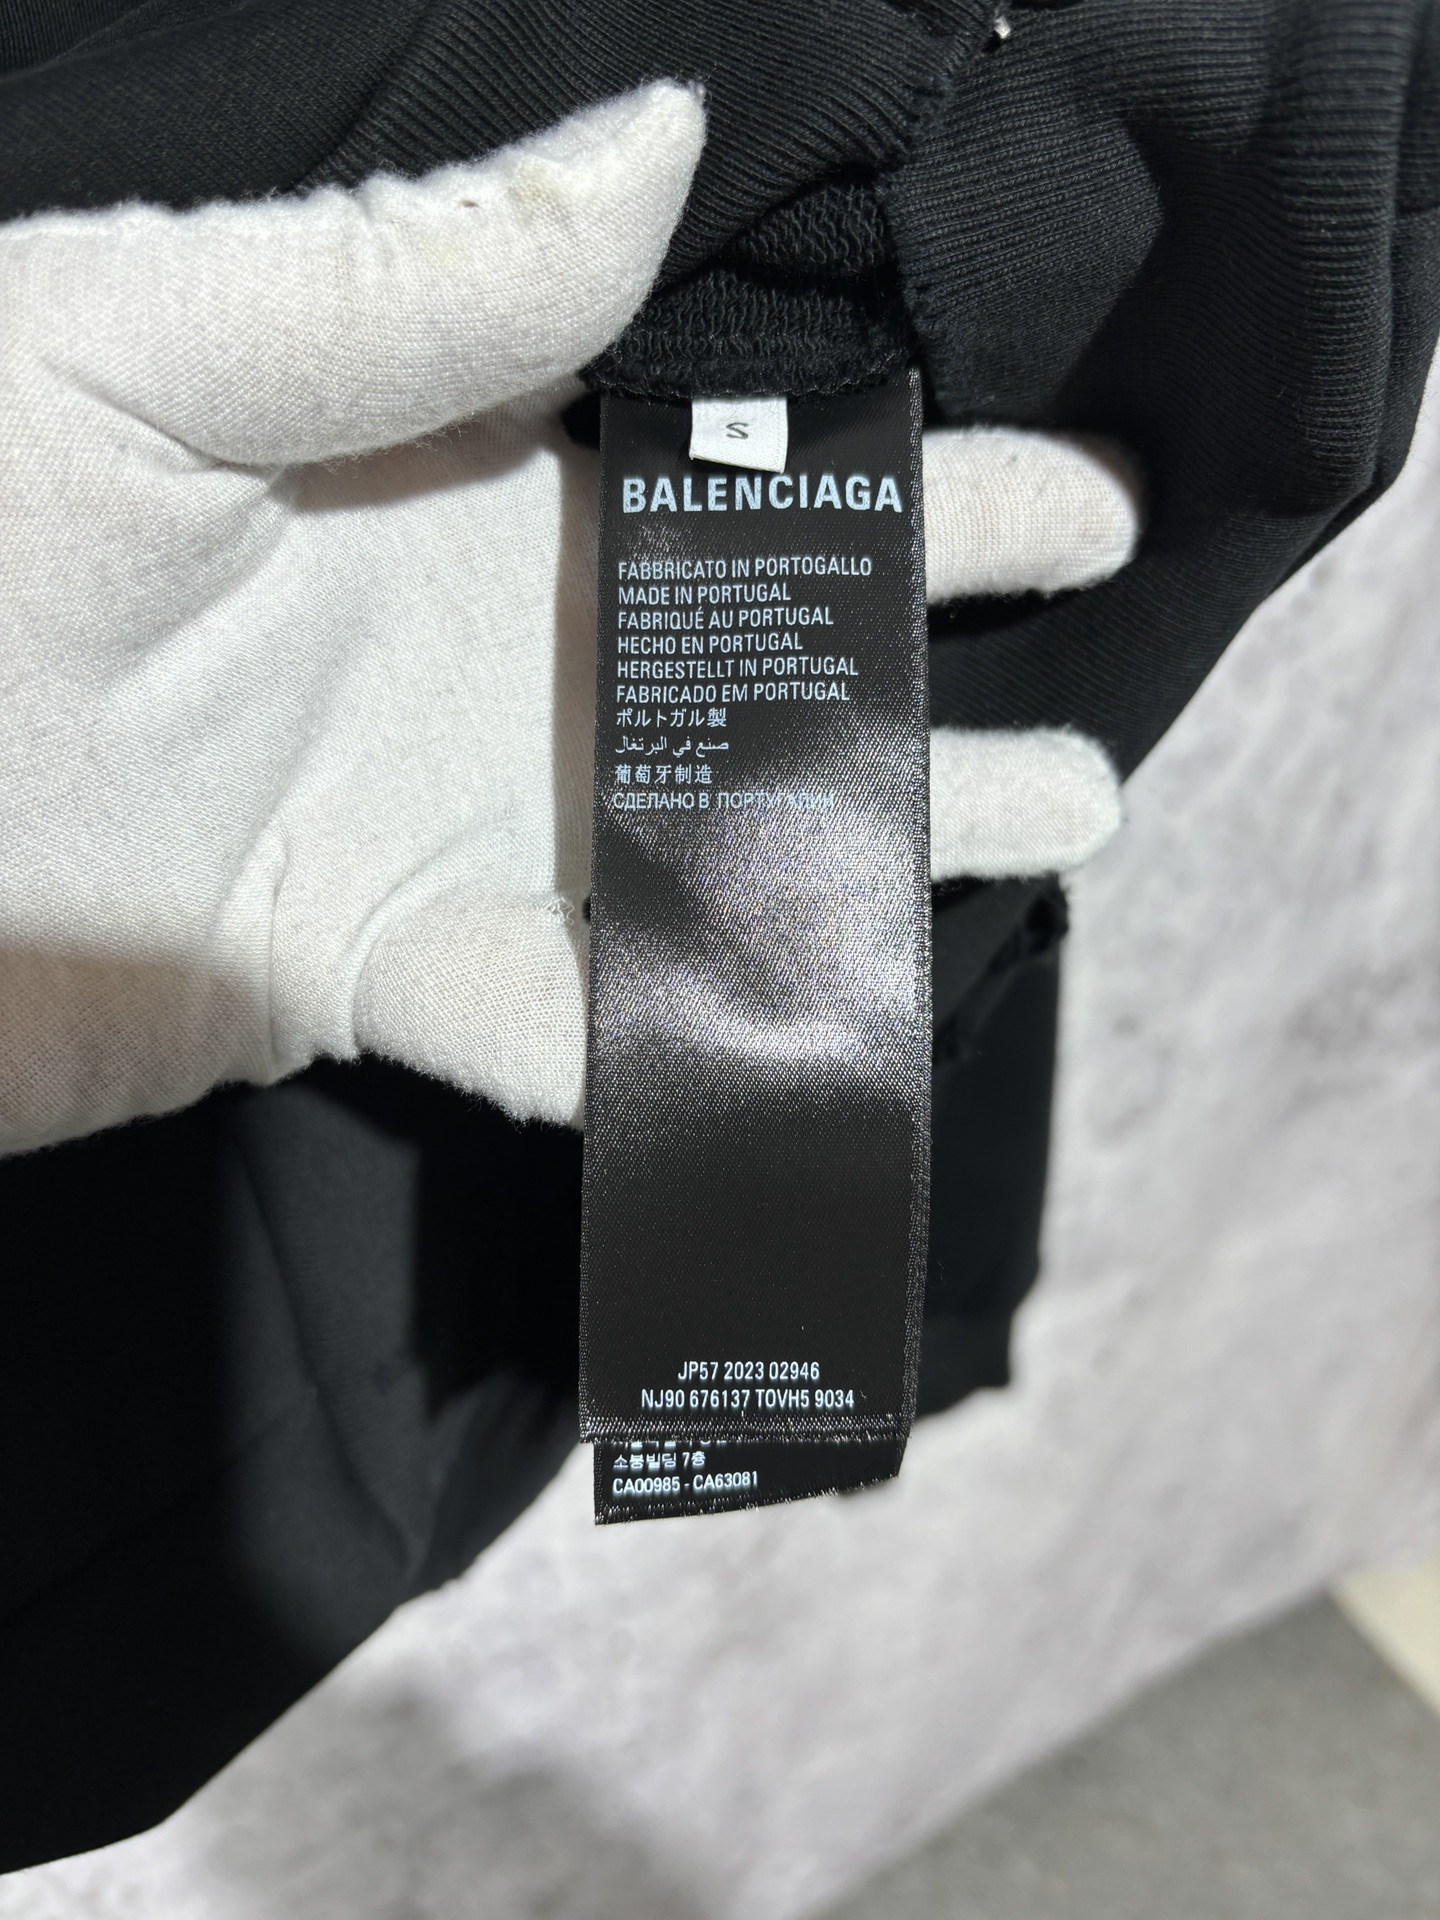 S
BALENCIAGA
FABBRICATO IN PORTOGALLO
MADE IN PORTUGAL
FABRIQUÉ AU PORTUGAL
HECHO EN PORTUGAL
HERGESTELLT IN PORTUGAL
FABRICADO EM PORTUGAL
ポルトガル製
صنع في البرتغال
葡萄牙制造
СДЕЛАНО В ПОРТУГАЛИИ
JP57 2023 02946
NJ90 676137 TOVH5 9034
소봉빌딩 7층
CA00985 - CA63081